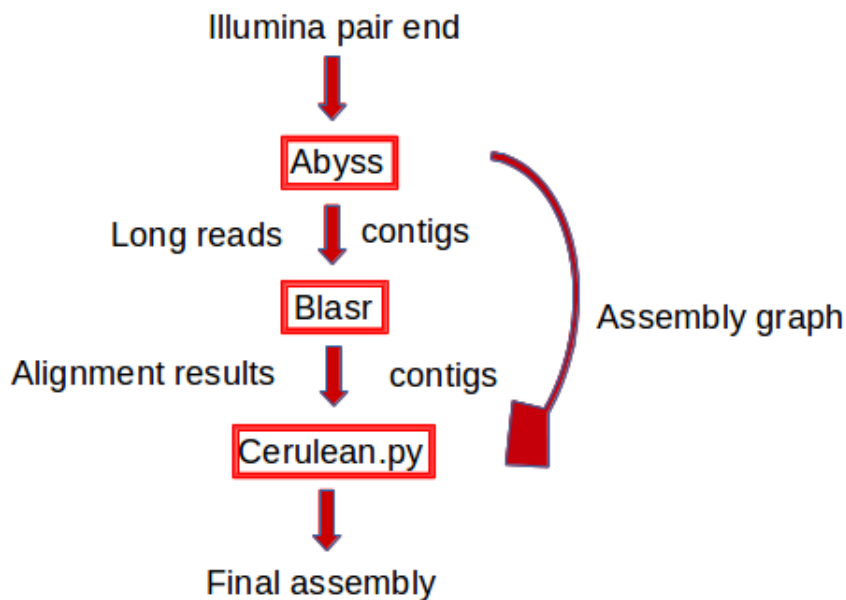 Illumina pair end
Abyss
Long reads
contigs
Blasr
Assembly graph
Alignment results
contigs
Cerulean.py
Final assembly